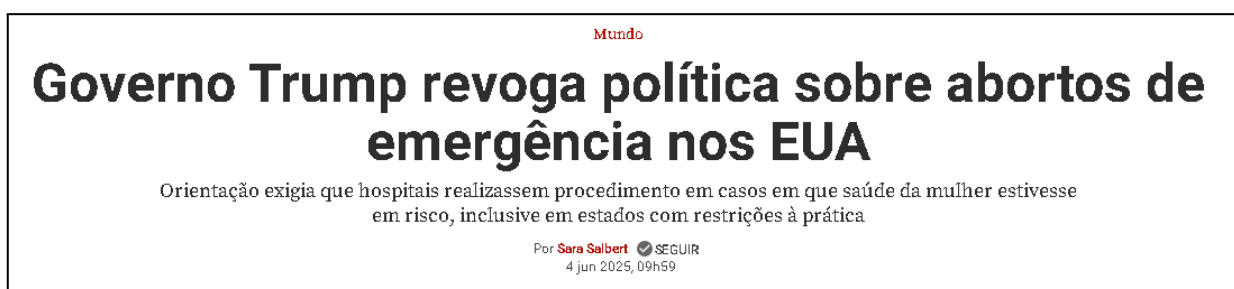 Mundo
Governo Trump revoga política sobre abortos de
emergência nos EUA
Orientação exigia que hospitais realizassem procedimento em casos em que saúde da mulher estivesse
em risco, inclusive em estados com restrições à prática
Por Sara Salbert SEGUIR
4 jun 2025, 09h59